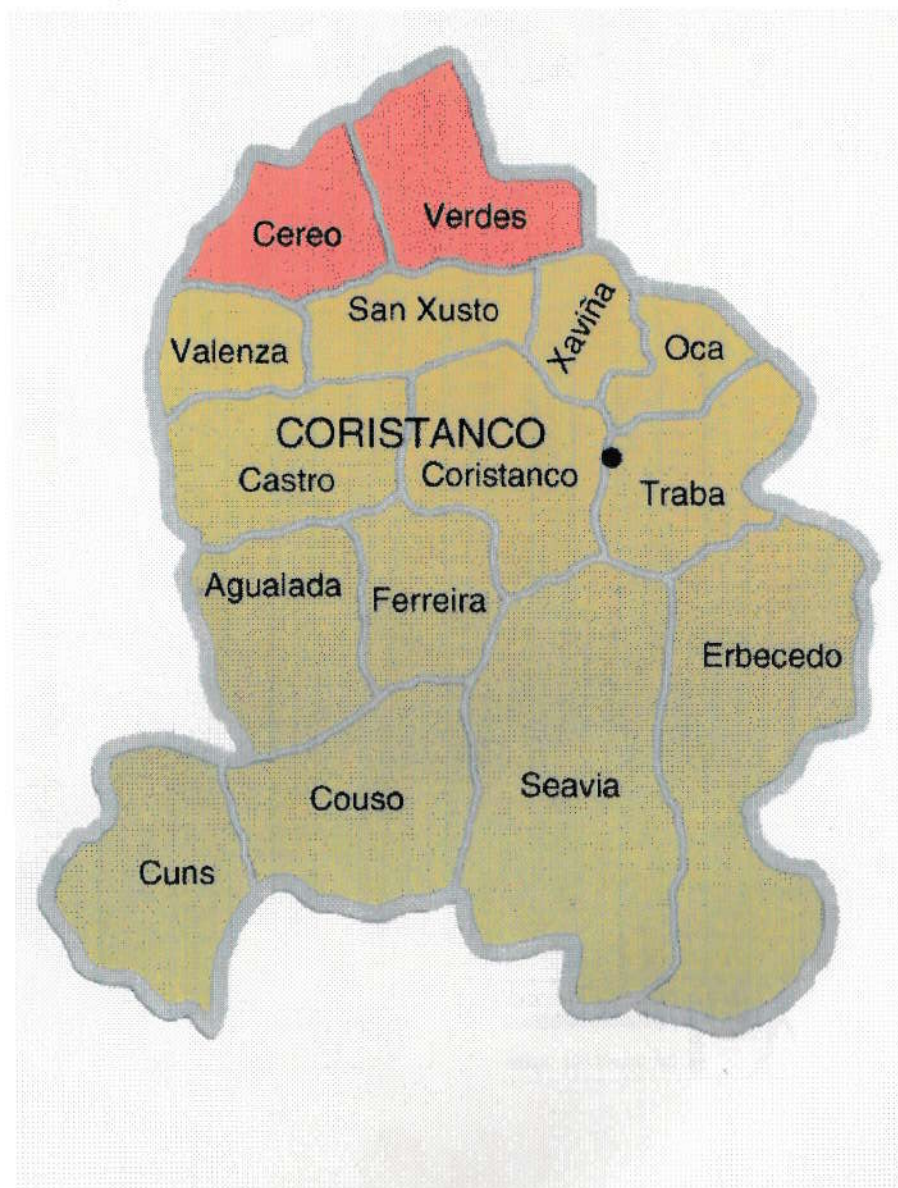 Verdes
Cereo
San Xusto
Xaviña
Valenza
Oca
CORISTANCO
Castro
Coristanco
Traba
Agualada
Ferreira
Erbecedo
Couso
Seavia
Cuns